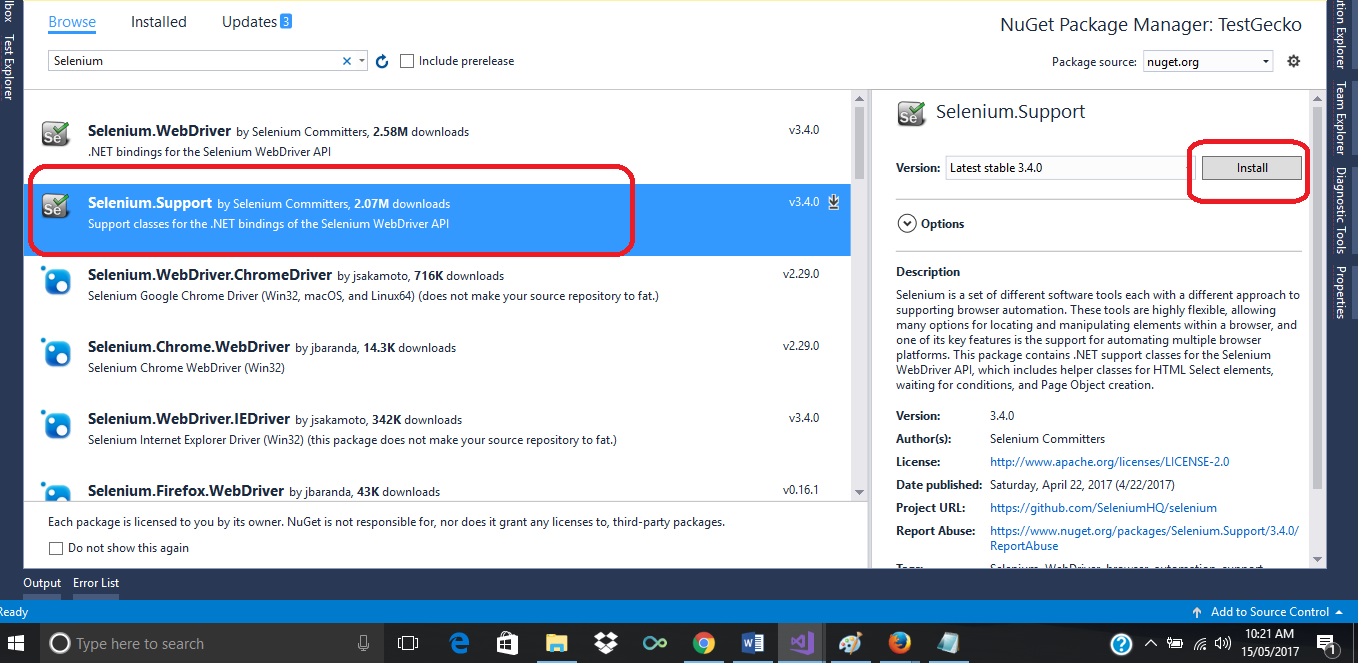 Browse Installed Updates 3
NuGet Package Manager: TestGecko
Selenium
Include prerelease
Package source: nuget.org
Selenium.WebDriver by Selenium Committers, 2.58M downloads v3.4.0
.NET bindings for the Selenium WebDriver API
Selenium.Support by Selenium Committers, 2.07M downloads v3.4.0
Support classes for the .NET bindings of the Selenium WebDriver API
Selenium.WebDriver.ChromeDriver by jsakamoto, 716K downloads v2.29.0
Selenium Google Chrome Driver (Win32, macOS, and Linux64) (does not make your source repository to fat.)
Selenium.Chrome.WebDriver by jbaranda, 14.3K downloads v2.29.0
Selenium Chrome WebDriver (Win32)
Selenium.WebDriver.IEDriver by jsakamoto, 342K downloads v3.4.0
Selenium Internet Explorer Driver (Win32) (this package does not make your source repository to fat.)
Selenium.Firefox.WebDriver by jbaranda, 43K downloads v0.16.1
Each package is licensed to you by its owner. NuGet is not responsible for, nor does it grant any licenses to, third-party packages.
Do not show this again
Selenium.Support
Version: Latest stable 3.4.0 Install
Options
Description
Selenium is a set of different software tools each with a different approach to
supporting browser automation. These tools are highly flexible, allowing
many options for locating and manipulating elements within a browser, and
one of its key features is the support for automating multiple browser
platforms. This package contains .NET support classes for the Selenium
WebDriver API, which includes helper classes for HTML Select elements,
waiting for conditions, and Page Object creation.
Version: 3.4.0
Author(s): Selenium Committers
License: http://www.apache.org/licenses/LICENSE-2.0
Date published: Saturday, April 22, 2017 (4/22/2017)
Project URL: https://github.com/SeleniumHQ/selenium
Report Abuse: https://www.nuget.org/packages/Selenium.Support/3.4.0/
ReportAbuse
Tags: Selenium WebDriver browser automation support
lbox
Test Explorer
tion Explorer
Team Explorer
Diagnostic Tools
Properties
Output Error List
Ready
Add to Source Control
Type here to search
10:21 AM
15/05/2017
1